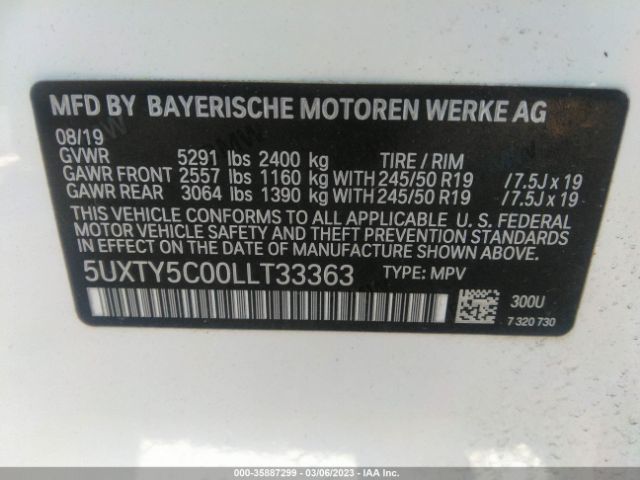 MFD BY BAYERISCHE MOTOREN WERKE AG
08/19
GVWR 5291 lbs 2400 kg TIRE / RIM
GAWR FRONT 2557 lbs 1160 kg WITH 245/50 R19 / 7.5J x 19
GAWR REAR 3064 lbs 1390 kg WITH 245/50 R19 / 7.5J x 19
THIS VEHICLE CONFORMS TO ALL APPLICABLE U. S. FEDERAL
MOTOR VEHICLE SAFETY AND THEFT PREVENTION STANDARDS
IN EFFECT ON THE DATE OF MANUFACTURE SHOWN ABOVE.
5UXTY5C00LLT33363 TYPE: MPV
300U
7 320 730
000-35887299 - 03/06/2023 - IAA Inc.